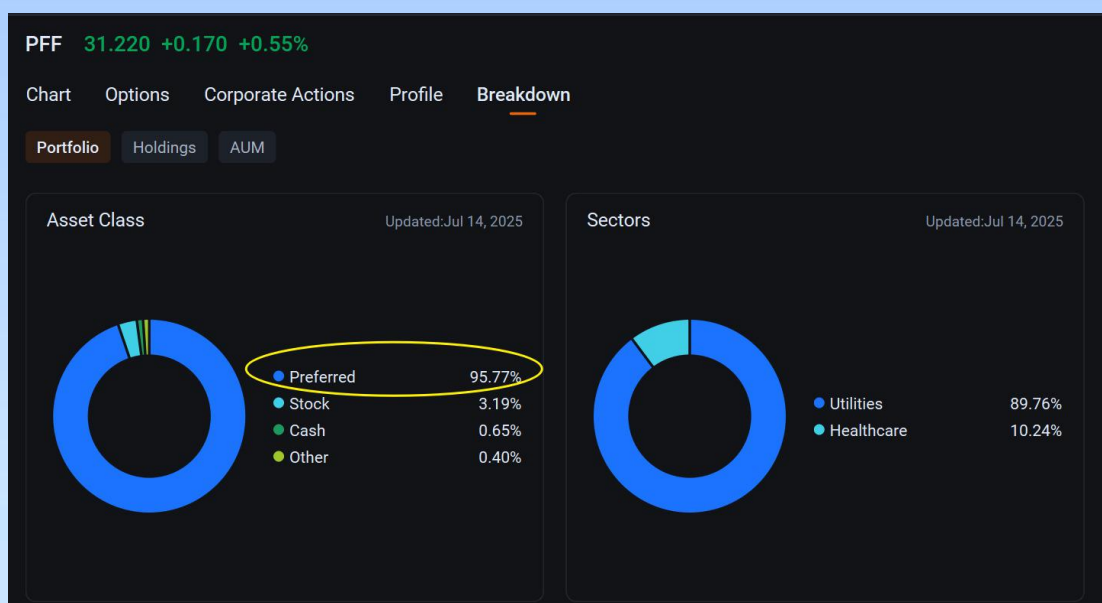 PFF 31.220 +0.170 +0.55%
Chart Options Corporate Actions Profile Breakdown
Portfolio Holdings AUM
Asset Class Updated:Jul 14, 2025
Preferred 95.77%
Stock 3.19%
Cash 0.65%
Other 0.40%
Sectors Updated:Jul 14, 2025
Utilities 89.76%
Healthcare 10.24%